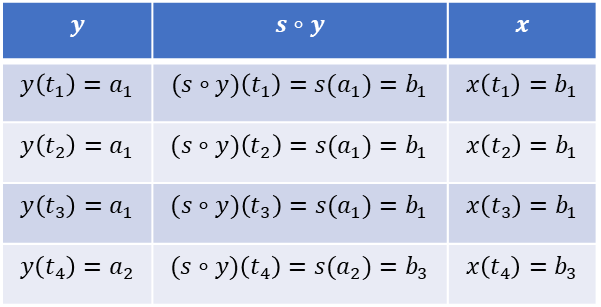 y s ∘ y x
y(t₁) = a₁ (s ∘ y)(t₁) = s(a₁) = b₁ x(t₁) = b₁
y(t₂) = a₁ (s ∘ y)(t₂) = s(a₁) = b₁ x(t₂) = b₁
y(t₃) = a₁ (s ∘ y)(t₃) = s(a₁) = b₁ x(t₃) = b₁
y(t₄) = a₂ (s ∘ y)(t₄) = s(a₂) = b₃ x(t₄) = b₃